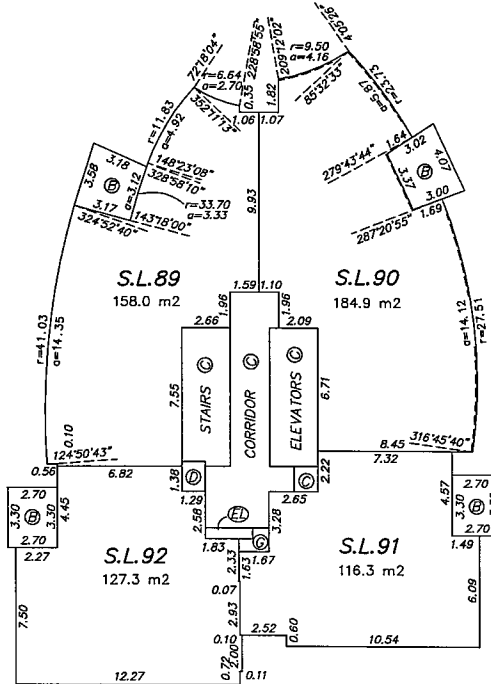 4'05'26"
72'18'04"
228'58'55"
209'12'02"
r=9.50
a=4.16
r=6.64
a=2.70
0.35
1.82
85'32'33"
r=23.73
a=5.87
352'11'13"
1.06
1.07
r=11.83
a=4.92
1.64
3.02
279'43'44"
B
4.07
3.37
3.18
148'23'08"
328'58'10"
3.58
B
a=3.12
9.93
3.00
1.69
r=33.70
a=3.33
3.17
143'18'00"
324'52'40"
287'20'55"
S.L.89
158.0 m2
S.L.90
184.9 m2
1.59
1.10
1.96
1.96
r=41.03
a=14.35
2.66
2.09
a=14.12
r=27.51
C
C
C
7.55
STAIRS
CORRIDOR
ELEVATORS
6.71
0.10
124'50'43"
8.45
316'45'40"
7.32
0.56
6.82
1.38
D
2.22
C
1.29
2.65
2.70
3.30
3.30
B
4.45
2.70
2.27
4.57
2.70
3.30
B
1.49
2.58
EL
3.28
1.83
G
S.L.92
127.3 m2
2.33
1.63
1.67
S.L.91
116.3 m2
7.50
0.07
2.93
6.09
0.10
2.52
0.60
10.54
2.00
0.72
12.27
0.11